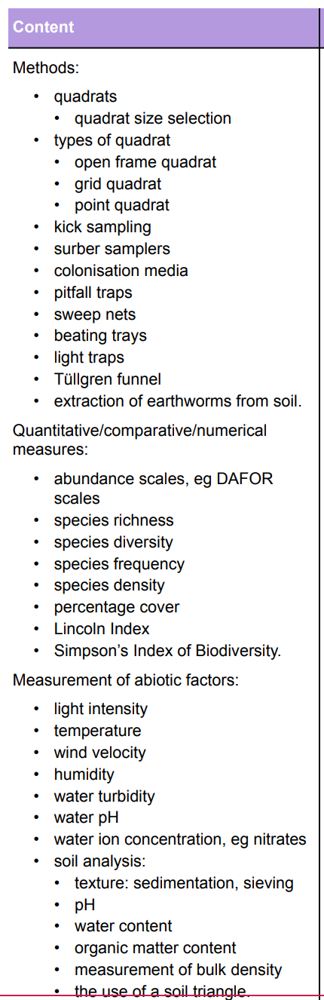 Content
Methods:
• quadrats
• quadrat size selection
• types of quadrat
• open frame quadrat
• grid quadrat
• point quadrat
• kick sampling
• surber samplers
• colonisation media
• pitfall traps
• sweep nets
• beating trays
• light traps
• Tüllgren funnel
• extraction of earthworms from soil.
Quantitative/comparative/numerical
measures:
• abundance scales, eg DAFOR
scales
• species richness
• species diversity
• species frequency
• species density
• percentage cover
• Lincoln Index
• Simpson’s Index of Biodiversity.
Measurement of abiotic factors:
• light intensity
• temperature
• wind velocity
• humidity
• water turbidity
• water pH
• water ion concentration, eg nitrates
• soil analysis:
• texture: sedimentation, sieving
• pH
• water content
• organic matter content
• measurement of bulk density
• the use of a soil triangle.